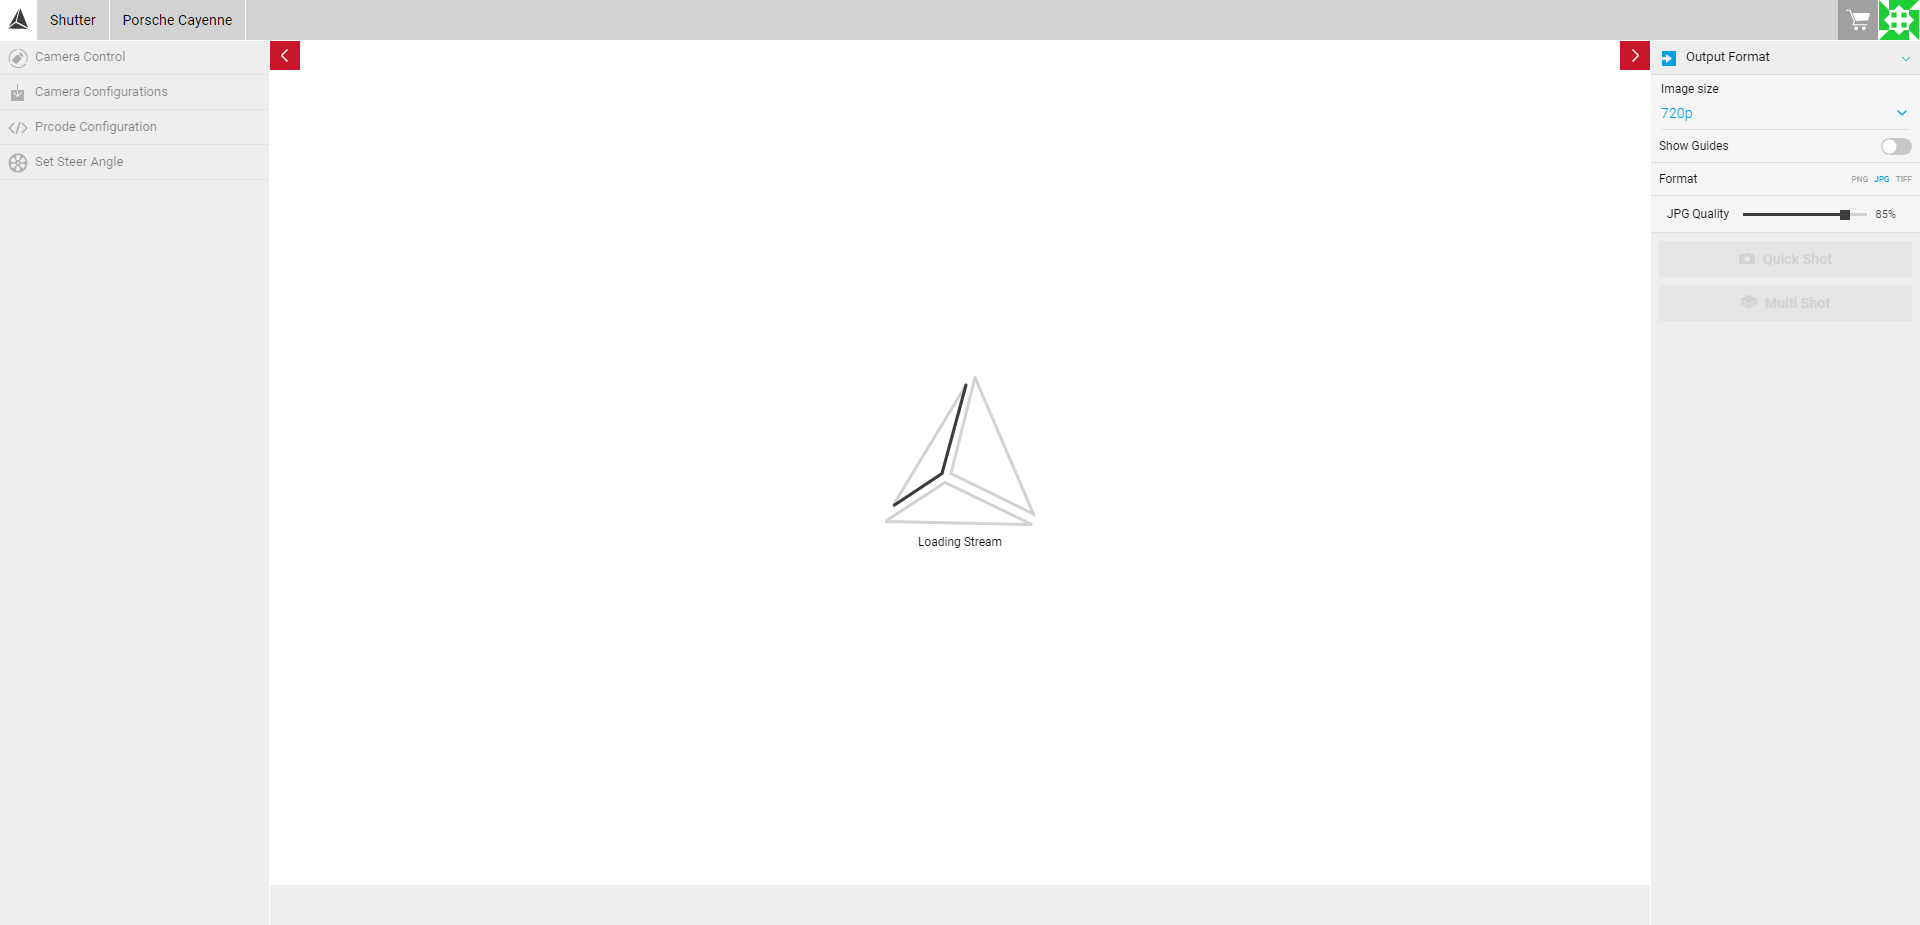 Shutter
Porsche Cayenne
Camera Control
Camera Configurations
Prcode Configuration
Set Steer Angle
Loading Stream
Output Format
Image size
720p
Show Guides
Format PNG JPG TIFF
JPG Quality 85%
Quick Shot
Multi Shot